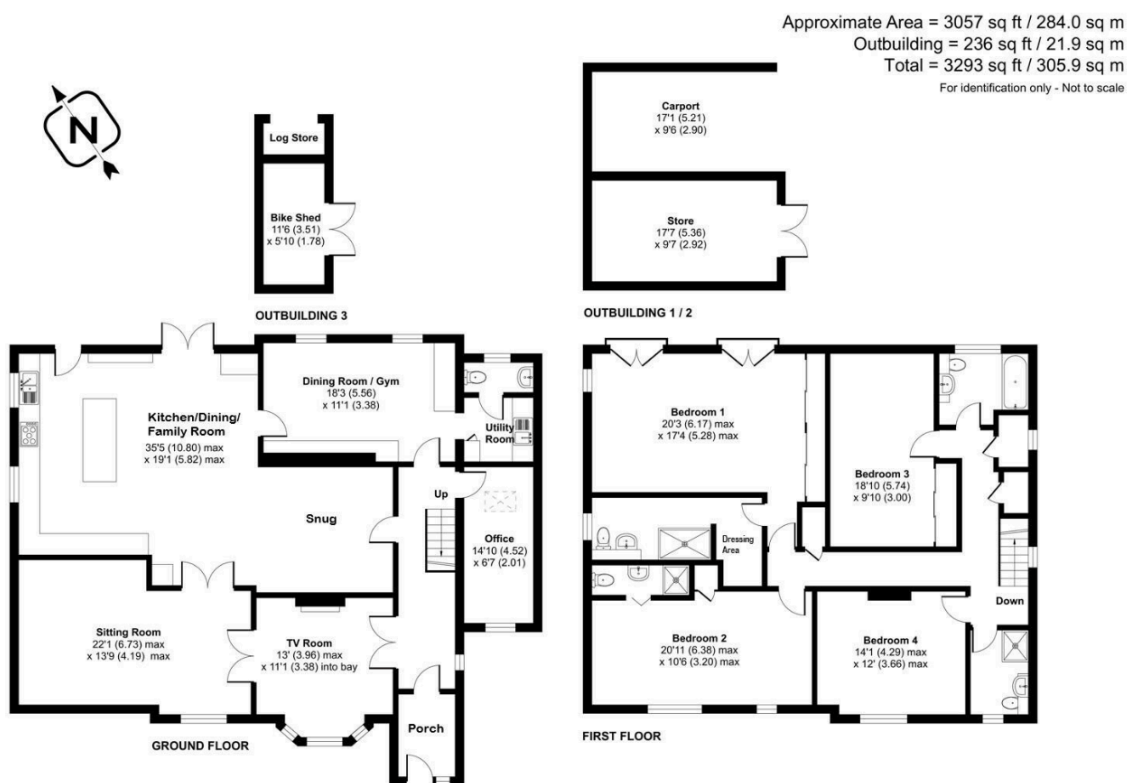 Approximate Area = 3057 sq ft / 284.0 sq m
Outbuilding = 236 sq ft / 21.9 sq m
Total = 3293 sq ft / 305.9 sq m
For identification only - Not to scale
N
Log Store
Bike Shed
11'6 (3.51)
x 5'10 (1.78)
OUTBUILDING 3
Carport
17'1 (5.21)
x 9'6 (2.90)
Store
17'7 (5.36)
x 9'7 (2.92)
OUTBUILDING 1 / 2
Kitchen/Dining/
Family Room
35'5 (10.80) max
x 19'1 (5.82) max
Dining Room / Gym
18'3 (5.56)
x 11'1 (3.38)
Utility
Room
Up
Snug
Office
14'10 (4.52)
x 6'7 (2.01)
Sitting Room
22'1 (6.73) max
x 13'9 (4.19) max
TV Room
13' (3.96) max
x 11'1 (3.38) into bay
Porch
GROUND FLOOR
Bedroom 1
20'3 (6.17) max
x 17'4 (5.28) max
Bedroom 3
18'10 (5.74)
x 9'10 (3.00)
Dressing
Area
Down
Bedroom 2
20'11 (6.38) max
x 10'6 (3.20) max
Bedroom 4
14'1 (4.29) max
x 12' (3.66) max
FIRST FLOOR